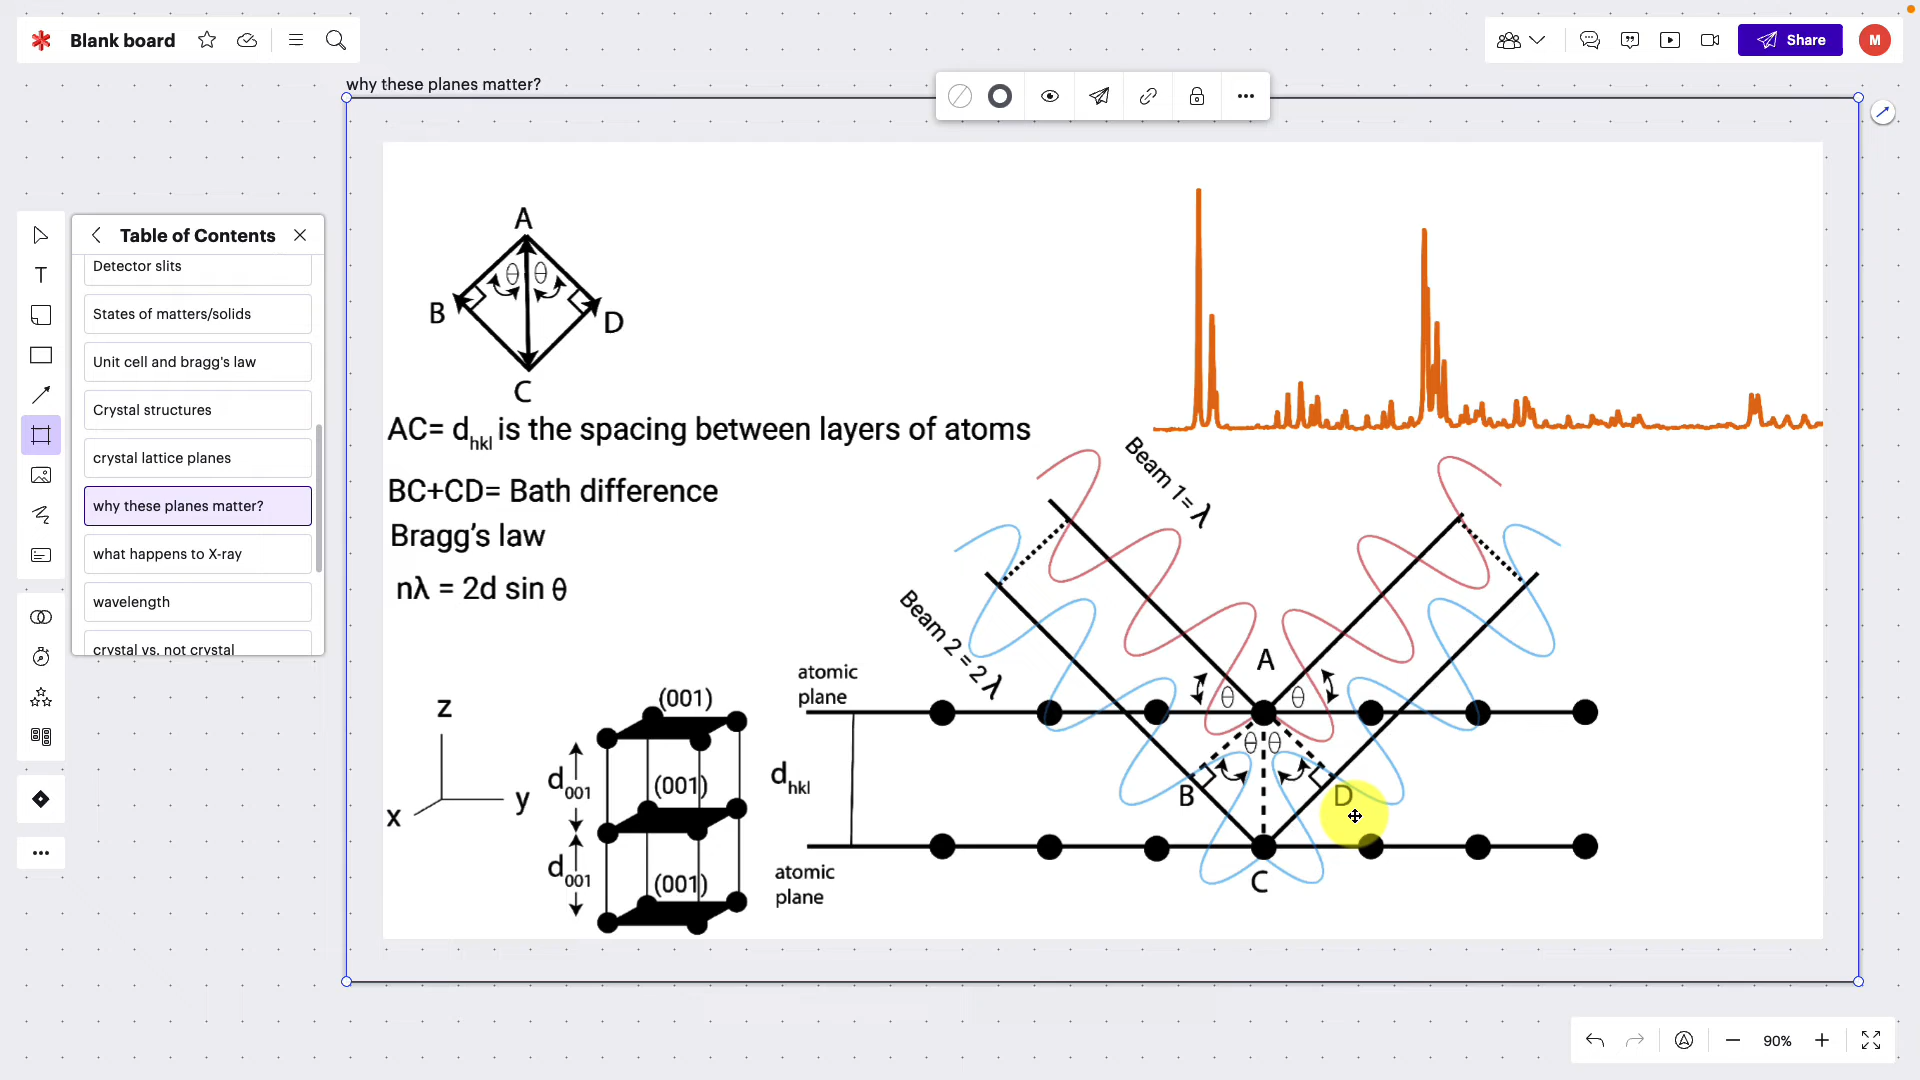 Blank board
Share
M
why these planes matter?
Table of Contents
Detector slits
States of matters/solids
Unit cell and bragg's law
Crystal structures
crystal lattice planes
why these planes matter?
what happens to X-ray
wavelength
crystal vs. not crystal
T
A
θ θ
B
D
C
AC= dhkl is the spacing between layers of atoms
BC+CD= Bath difference
Bragg's law
nλ = 2d sin θ
Beam 1= λ
Beam 2 = 2 λ
z
x
y
(001)
d001
(001)
d001
(001)
atomic
plane
dhkl
atomic
plane
A
θ θ
θ θ
B
D
C
90%